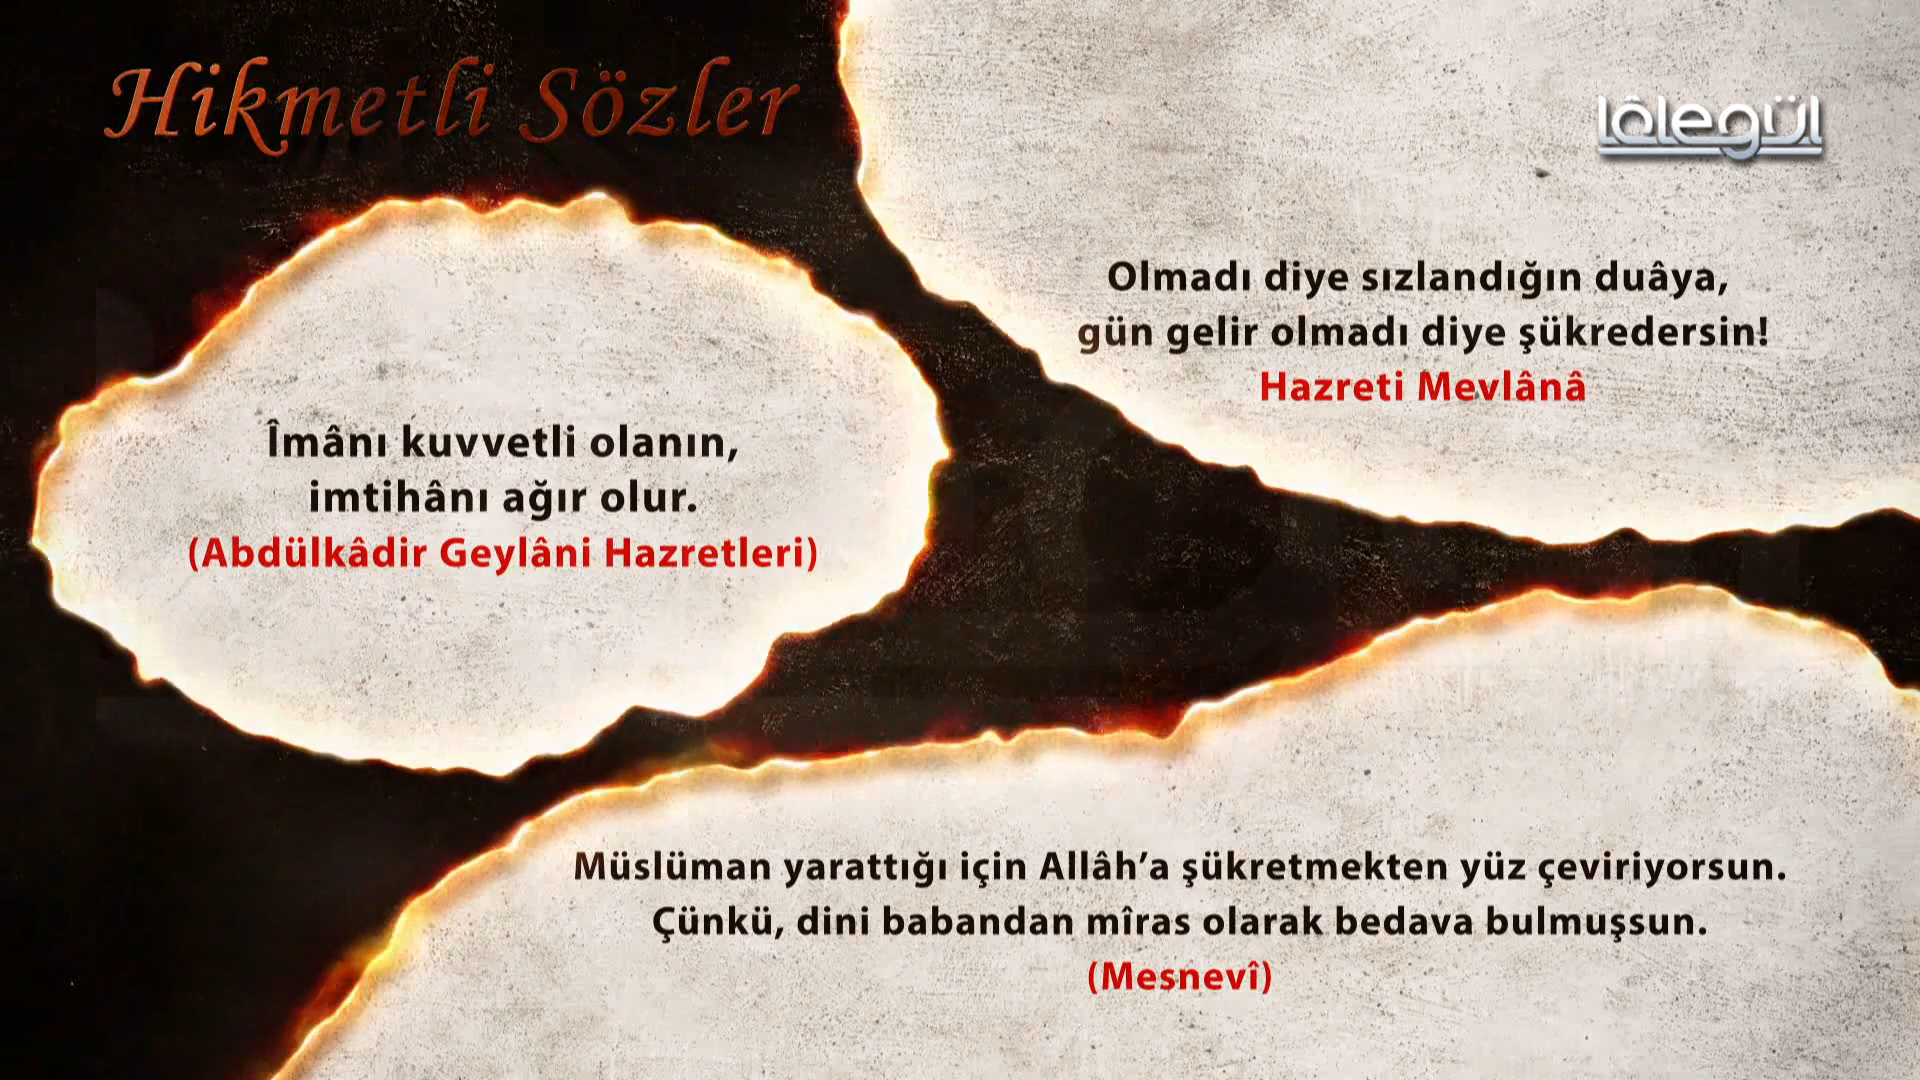 Hikmetli Sözler
lâlegül
Olmadı diye sızlandığın duâya,
gün gelir olmadı diye şükredersin!
Hazreti Mevlânâ
Îmânı kuvvetli olanın,
imtihânı ağır olur.
(Abdülkâdir Geylâni Hazretleri)
Müslüman yarattığı için Allâh’a şükretmekten yüz çeviriyorsun.
Çünkü, dini babandan mîras olarak bedava bulmuşsun.
(Mesnevî)